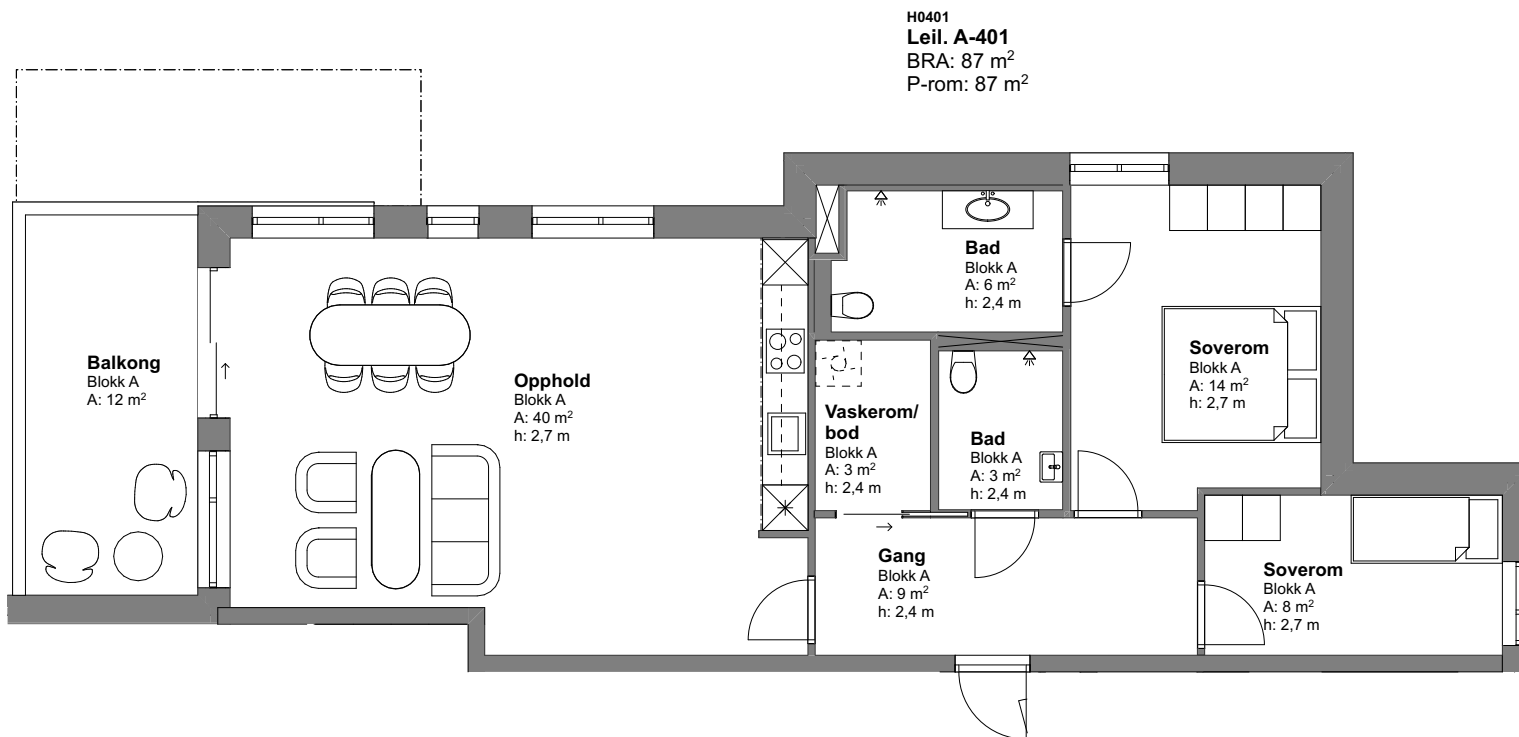 H0401
Leil. A-401
BRA: 87 m²
P-rom: 87 m²
Balkong
Blokk A
A: 12 m²
Opphold
Blokk A
A: 40 m²
h: 2,7 m
Bad
Blokk A
A: 6 m²
h: 2,4 m
Vaskerom/
bod
Blokk A
A: 3 m²
h: 2,4 m
Bad
Blokk A
A: 3 m²
h: 2,4 m
Soverom
Blokk A
A: 14 m²
h: 2,7 m
Gang
Blokk A
A: 9 m²
h: 2,4 m
Soverom
Blokk A
A: 8 m²
h: 2,7 m